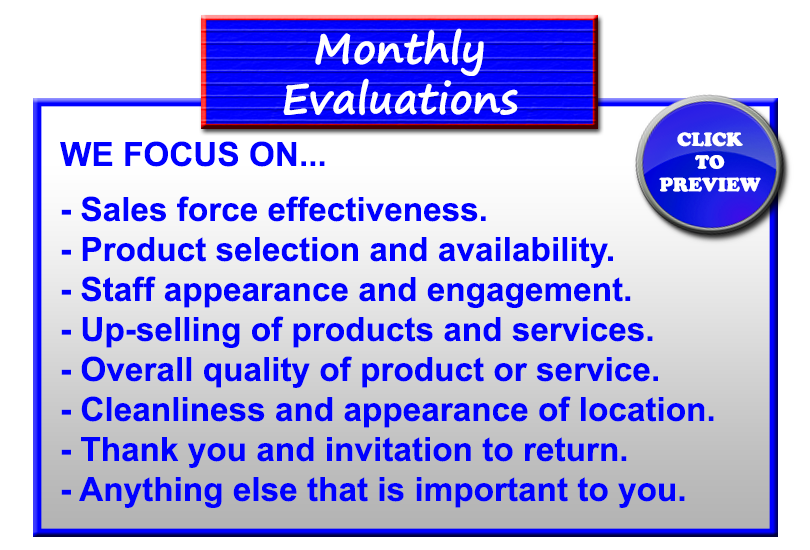 Monthly
Evaluations
CLICK
TO
PREVIEW
WE FOCUS ON...
- Sales force effectiveness.
- Product selection and availability.
- Staff appearance and engagement.
- Up-selling of products and services.
- Overall quality of product or service.
- Cleanliness and appearance of location.
- Thank you and invitation to return.
- Anything else that is important to you.